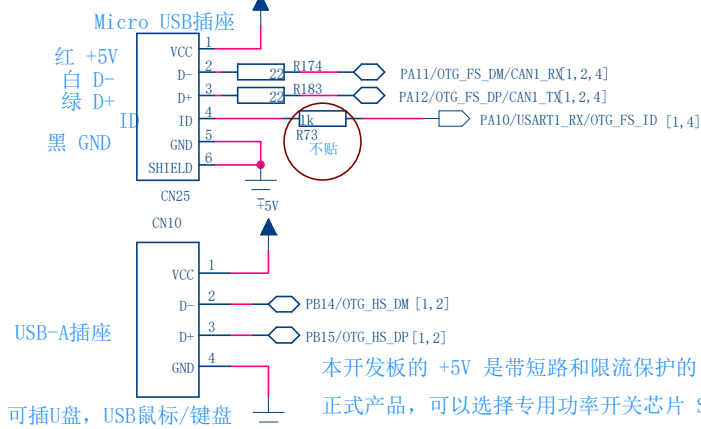 Micro USB插座
红 +5V
白 D-
绿 D+
ID
黑 GND
VCC 1
D- 2 22 R174 PA11/OTG_FS_DM/CAN1_RX[1,2,4]
D+ 3 22 R183 PA12/OTG_FS_DP/CAN1_TX[1,2,4]
ID 4 1k R73 PA10/USART1_RX/OTG_FS_ID [1,4]
不贴
GND 5
SHIELD 6
CN25
+5V
CN10
VCC 1
D- 2 PB14/OTG_HS_DM [1,2]
D+ 3 PB15/OTG_HS_DP[1,2]
GND 4
USB-A插座
可插U盘，USB鼠标/键盘
本开发板的 +5V 是带短路和限流保护的
正式产品，可以选择专用功率开关芯片 S